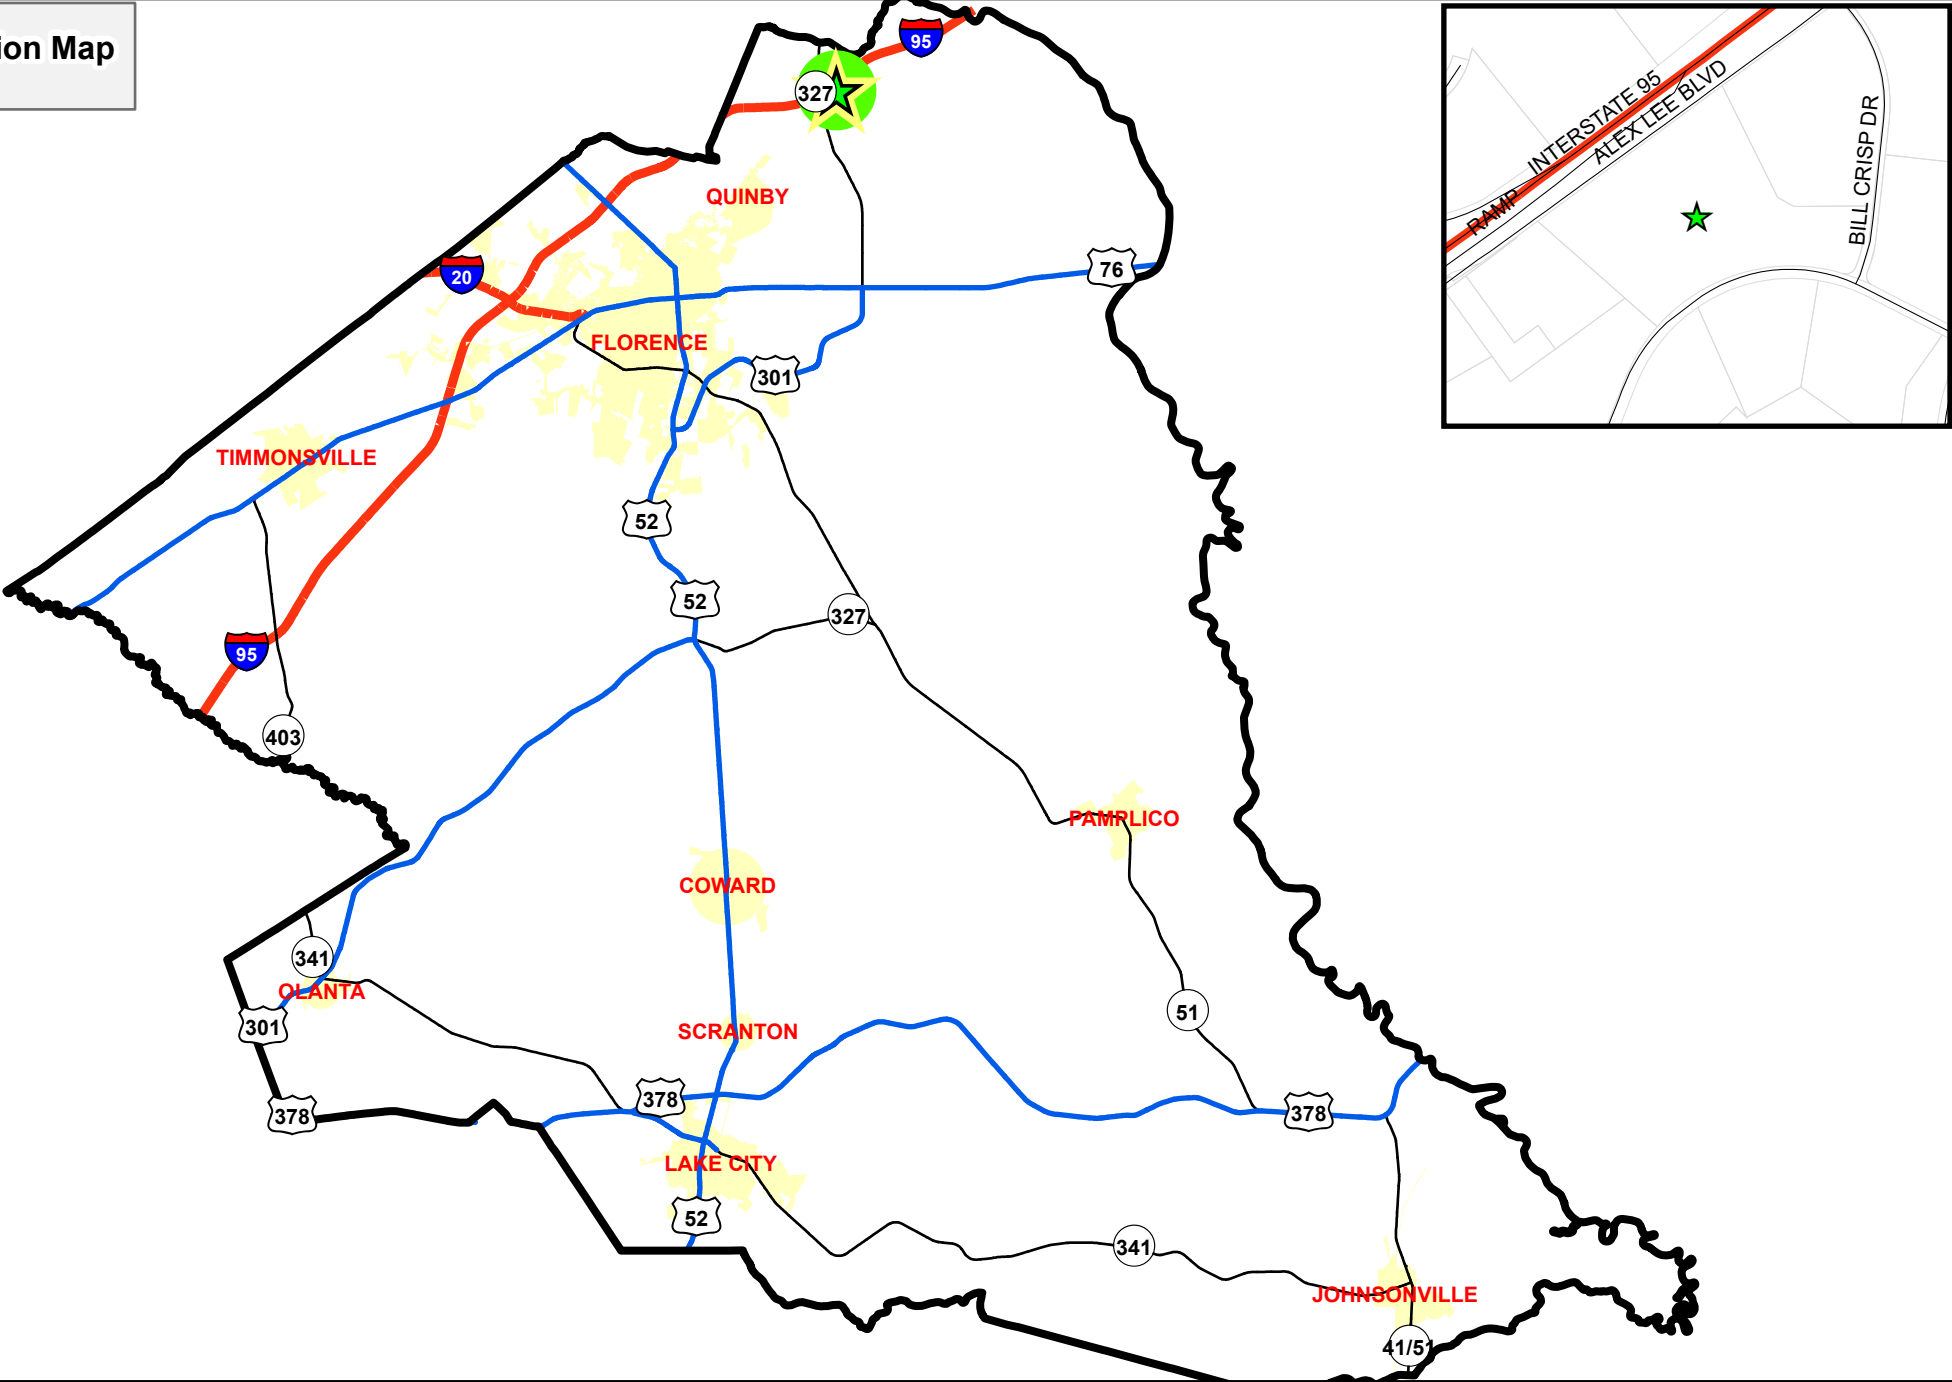 ion Map
95
327
INTERSTATE 95
ALEX LEE BLVD
RAMP
BILL CRISP DR
QUINBY
20
76
FLORENCE
301
TIMMONSVILLE
52
52
327
95
403
PAMPLICO
COWARD
341
OLANTA
301
51
SCRANTON
378
378
378
LAKE CITY
52
341
JOHNSONVILLE
41/51